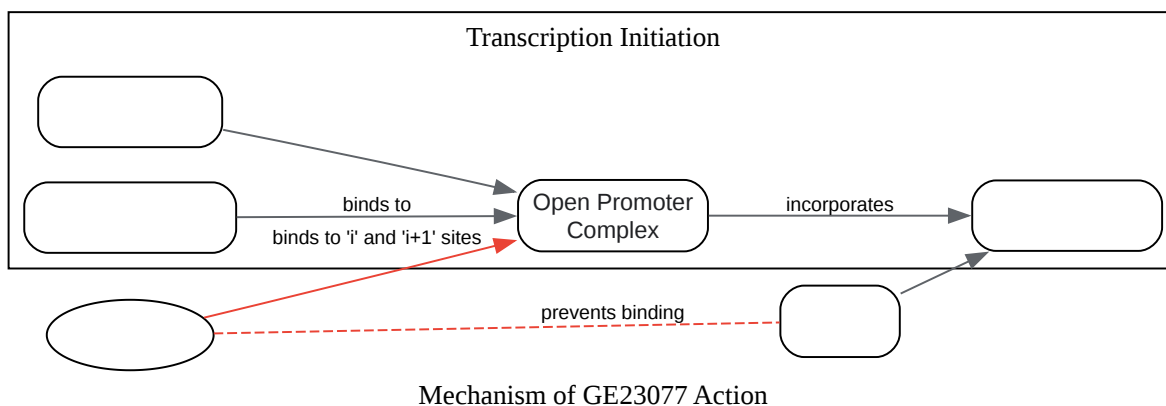 Transcription Initiation
binds to
Open Promoter
Complex
incorporates
binds to 'i' and 'i+1' sites
prevents binding
Mechanism of GE23077 Action